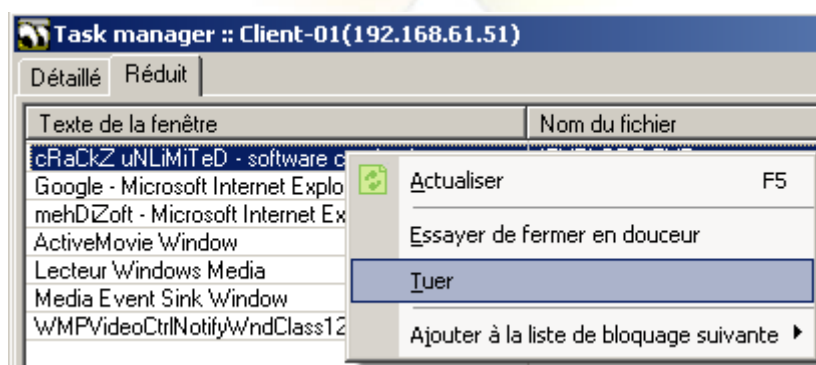 Task manager :: Client-01(192.168.61.51)
Détaillé Réduit
Texte de la fenêtre Nom du fichier
cRaCkZ uNLiMiTeD - software
Google - Microsoft Internet Explo
mehDiZoft - Microsoft Internet Ex
ActiveMovie Window
Lecteur Windows Media
Media Event Sink Window
WMPVideoCtrlNotifyWndClass12
Actualiser F5
Essayer de fermer en douceur
Tuer
Ajouter à la liste de bloquage suivante